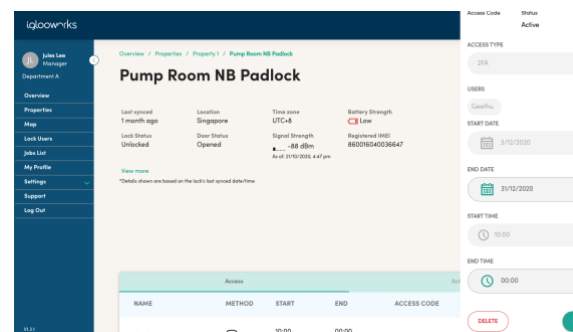 iglooworks
JL
Jules Lee
Manager
Department A
Overview
Properties
Map
Lock Users
Jobs List
My Profile
Settings
Support
Log Out
V1.3.1
Overview / Properties / Property 1 / Pump Room NB Padlock
Pump Room NB Padlock
Last synced
1 month ago
Location
Singapore
Time zone
UTC+8
Battery Strength
Low
Lock Status
Unlocked
Door Status
Opened
Signal Strength
-88 dBm
As of: 21/10/2020, 4:47 pm
Registered IMEI
860016040036647
View more
*Details shown are based on the lock's last synced date/time
Access
NAME
METHOD
START
END
ACCESS CODE
10:00
00:00
Access Code
Status
Active
ACCESS TYPE
2FA
USERS
Geethu
START DATE
3/12/2020
END DATE
31/12/2020
START TIME
10:00
END TIME
00:00
DELETE